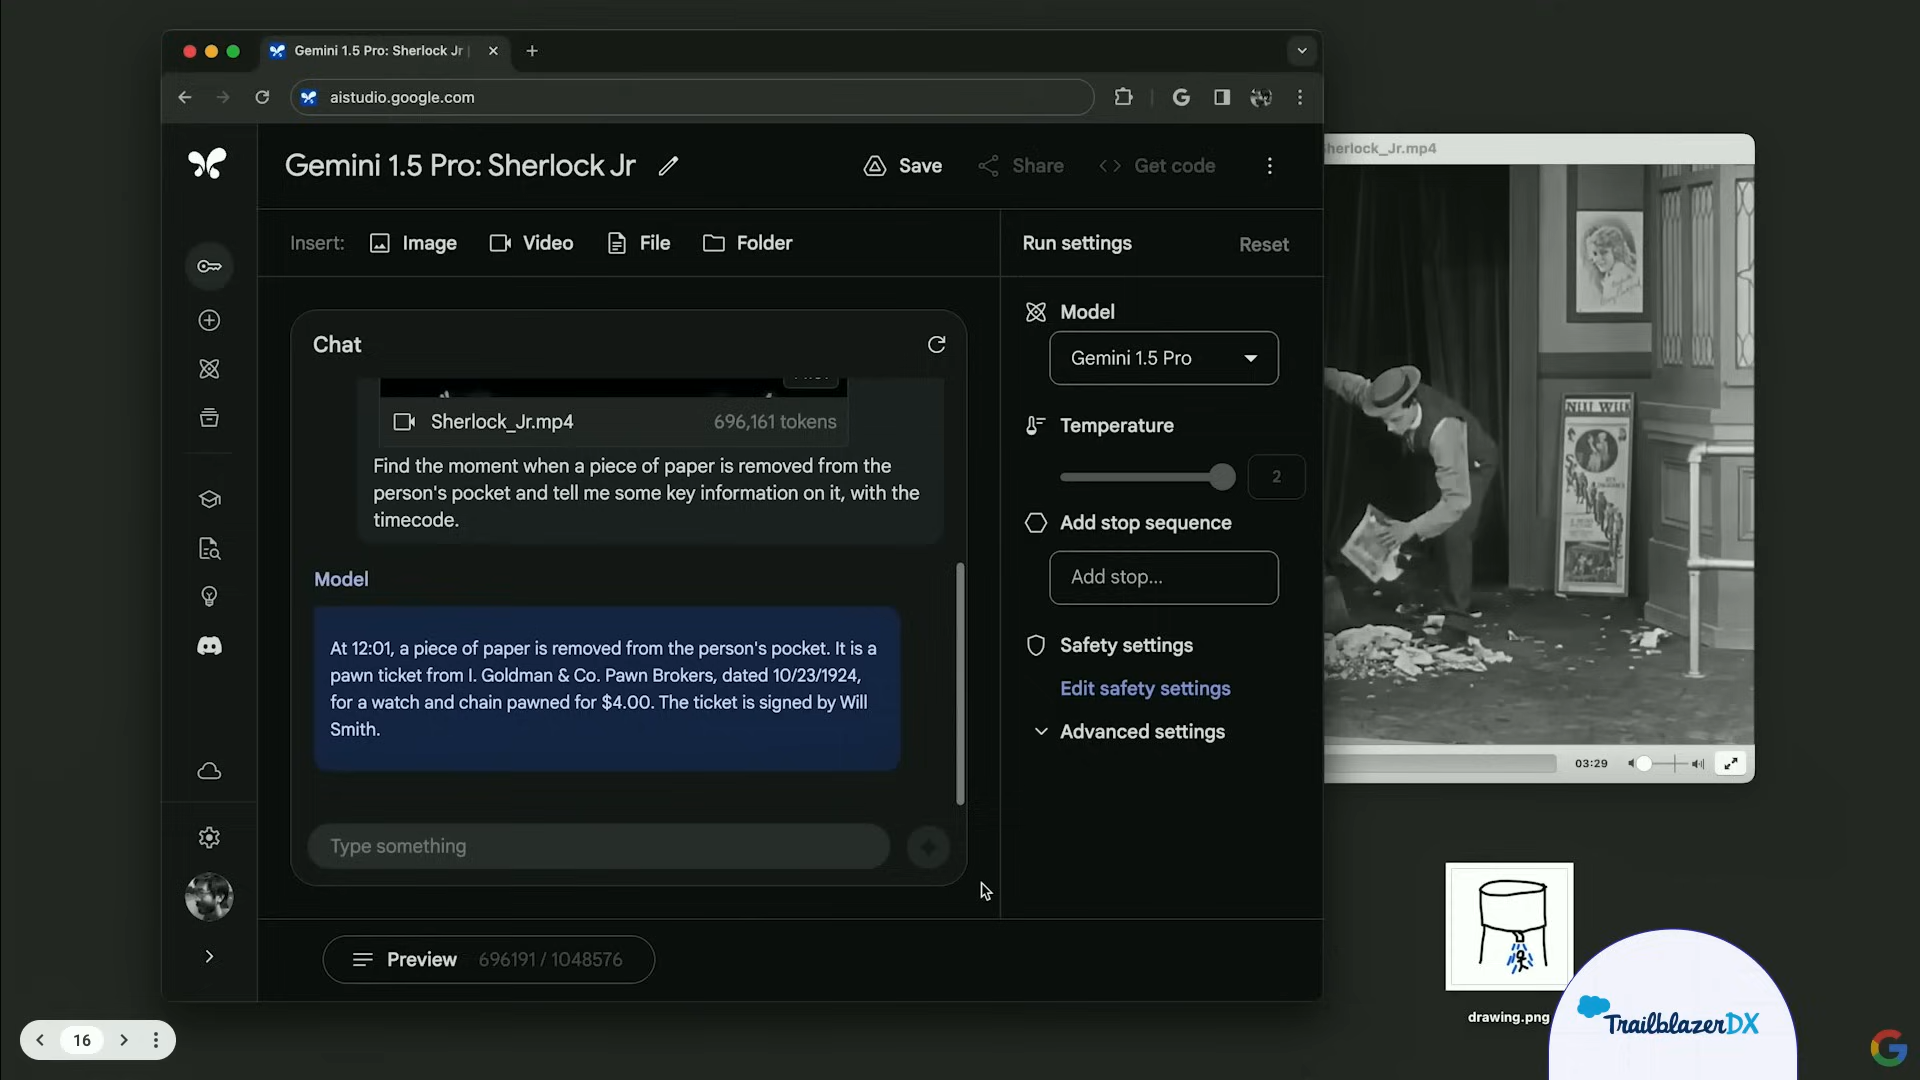 Gemini 1.5 Pro: Sherlock Jr
aistudio.google.com
Gemini 1.5 Pro: Sherlock Jr
Save
Share
<> Get code
Insert:
Image
Video
File
Folder
Run settings
Reset
Chat
Sherlock_Jr.mp4
696,161 tokens
Find the moment when a piece of paper is removed from the
person's pocket and tell me some key information on it, with the
timecode.
Model
At 12:01, a piece of paper is removed from the person's pocket. It is a
pawn ticket from I. Goldman & Co. Pawn Brokers, dated 10/23/1924,
for a watch and chain pawned for $4.00. The ticket is signed by Will
Smith.
Type something
Preview 696191 / 1048576
Model
Gemini 1.5 Pro
Temperature
2
Add stop sequence
Add stop...
Safety settings
Edit safety settings
Advanced settings
herlock_Jr.mp4
03:29
drawing.png
TrailblazerDX
16
G